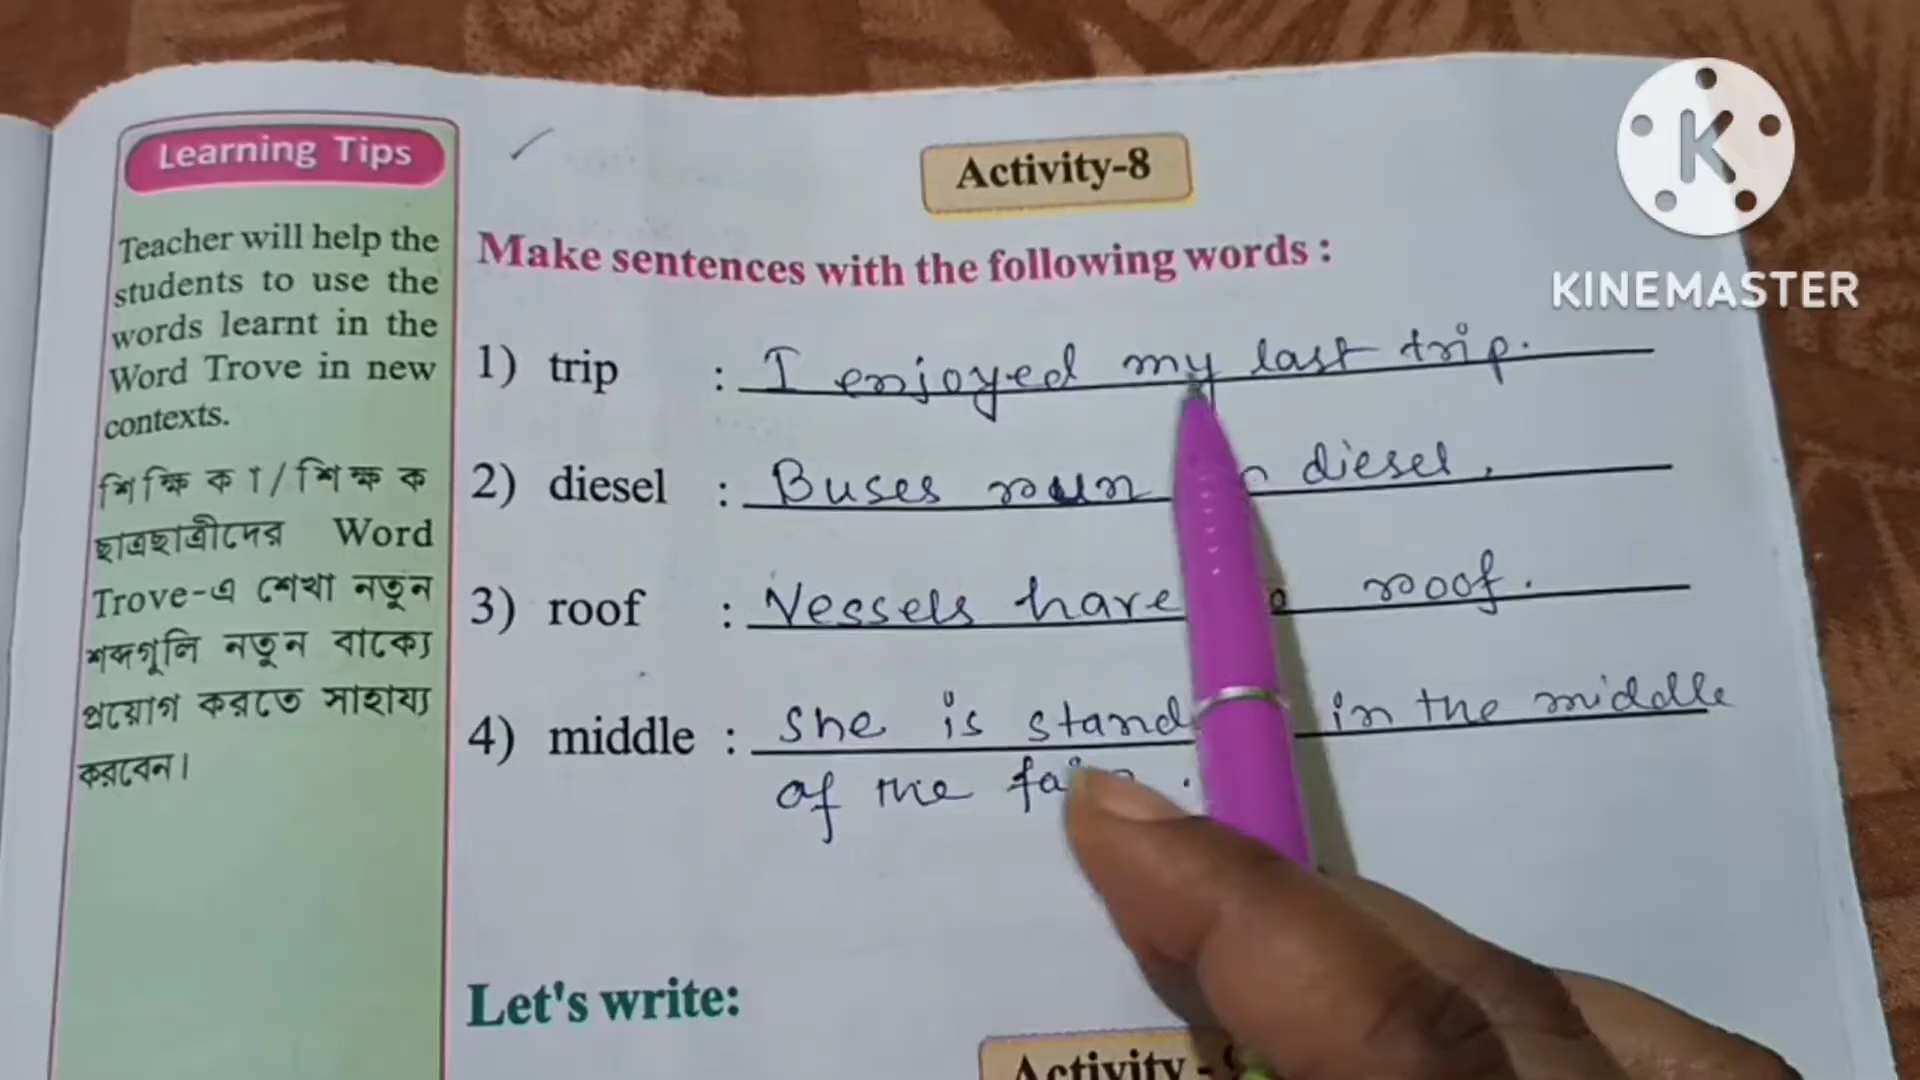 Learning Tips
Teacher will help the
students to use the
words learnt in the
Word Trove in new
contexts.
শিক্ষিকা/শিক্ষক
ছাত্রছাত্রীদের Word
Trove-এ শেখা নতুন
শব্দগুলি নতুন বাক্যে
প্রয়োগ করতে সাহায্য
করবেন।
Activity-8
Make sentences with the following words :
1) trip : I enjoyed my last trip.
2) diesel : Buses run diesel.
3) roof : Vessels have roof.
4) middle : She is in the middle
of the
Let's write:
Activity -
KINEMASTER